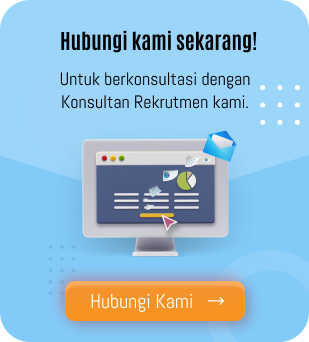 Hubungi kami sekarang!
Untuk berkonsultasi dengan
Konsultan Rekrutmen kami.
Hubungi Kami →